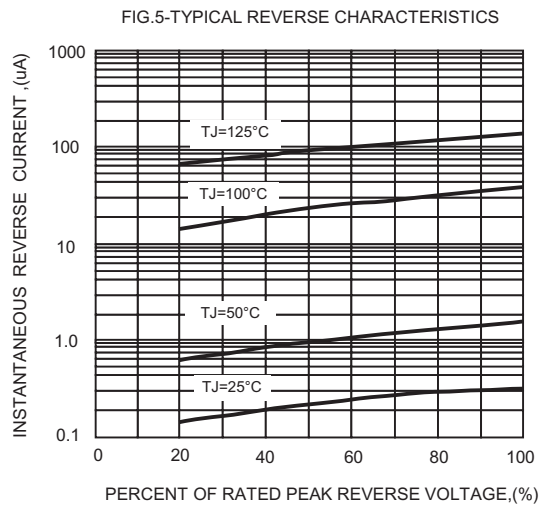 FIG.5-TYPICAL REVERSE CHARACTERISTICS
INSTANTANEOUS REVERSE CURRENT ,(uA)
1000
100
10
1.0
0.1
TJ=125°C
TJ=100°C
TJ=50°C
TJ=25°C
0 20 40 60 80 100
PERCENT OF RATED PEAK REVERSE VOLTAGE,(%)